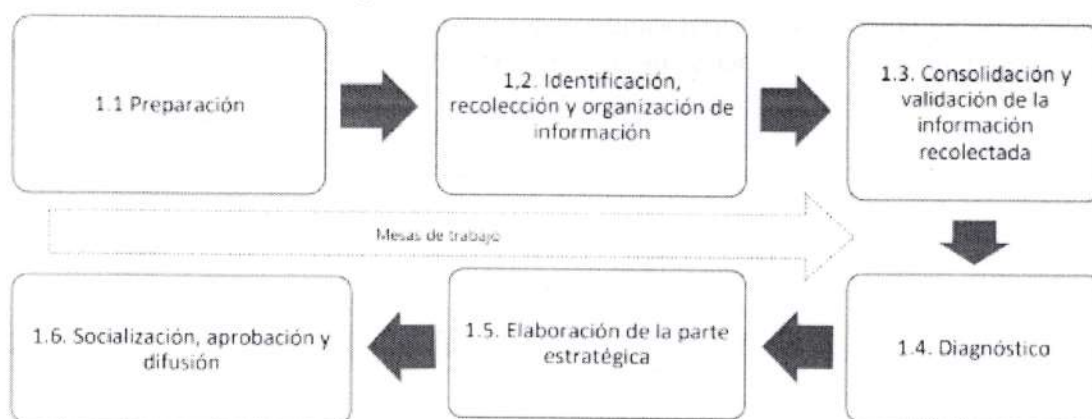 1.1 Preparación
1,2. Identificación,
recolección y organización de
información
1.3. Consolidación y
validación de la
información
recolectada
Mesas de trabajo
1.4. Diagnóstico
1.5. Elaboración de la parte
estratégica
1.6. Socialización, aprobación y
difusión